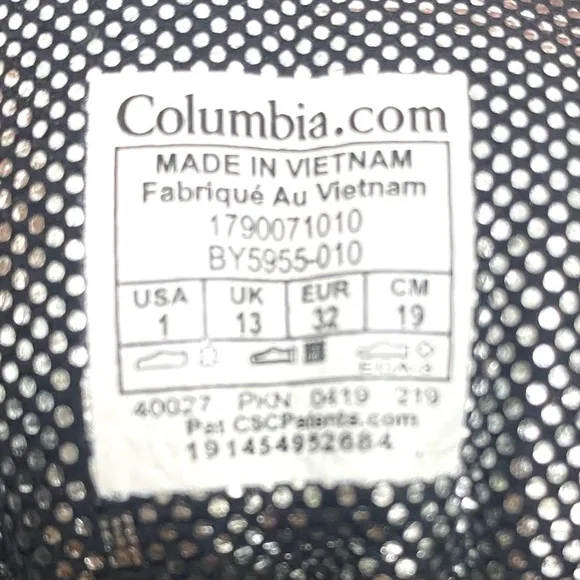 Columbia.com
MADE IN VIETNAM
Fabriqué Au Vietnam
1790071010
BY5955-010
USA UK EUR CM
1 13 32 19
40027 PKN 0419 219
Pat CSCPatents.com
191454952684